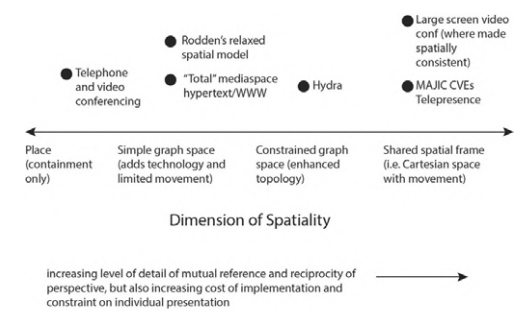 Large screen video
conf (where made
spatially
consistent)
Rodden's relaxed
spatial model
Telephone
and video
conferencing
"Total" mediaspace
hypertext/WWW
Hydra
MAJIC CVEs
Telepresence
Place
(containment
only)
Simple graph space
(adds technology and
limited movement)
Constrained graph
space (enhanced
topology)
Shared spatial frame
(i.e. Cartesian space
with movement)
Dimension of Spatiality
increasing level of detail of mutual reference and reciprocity of
perspective, but also increasing cost of implementation and
constraint on individual presentation